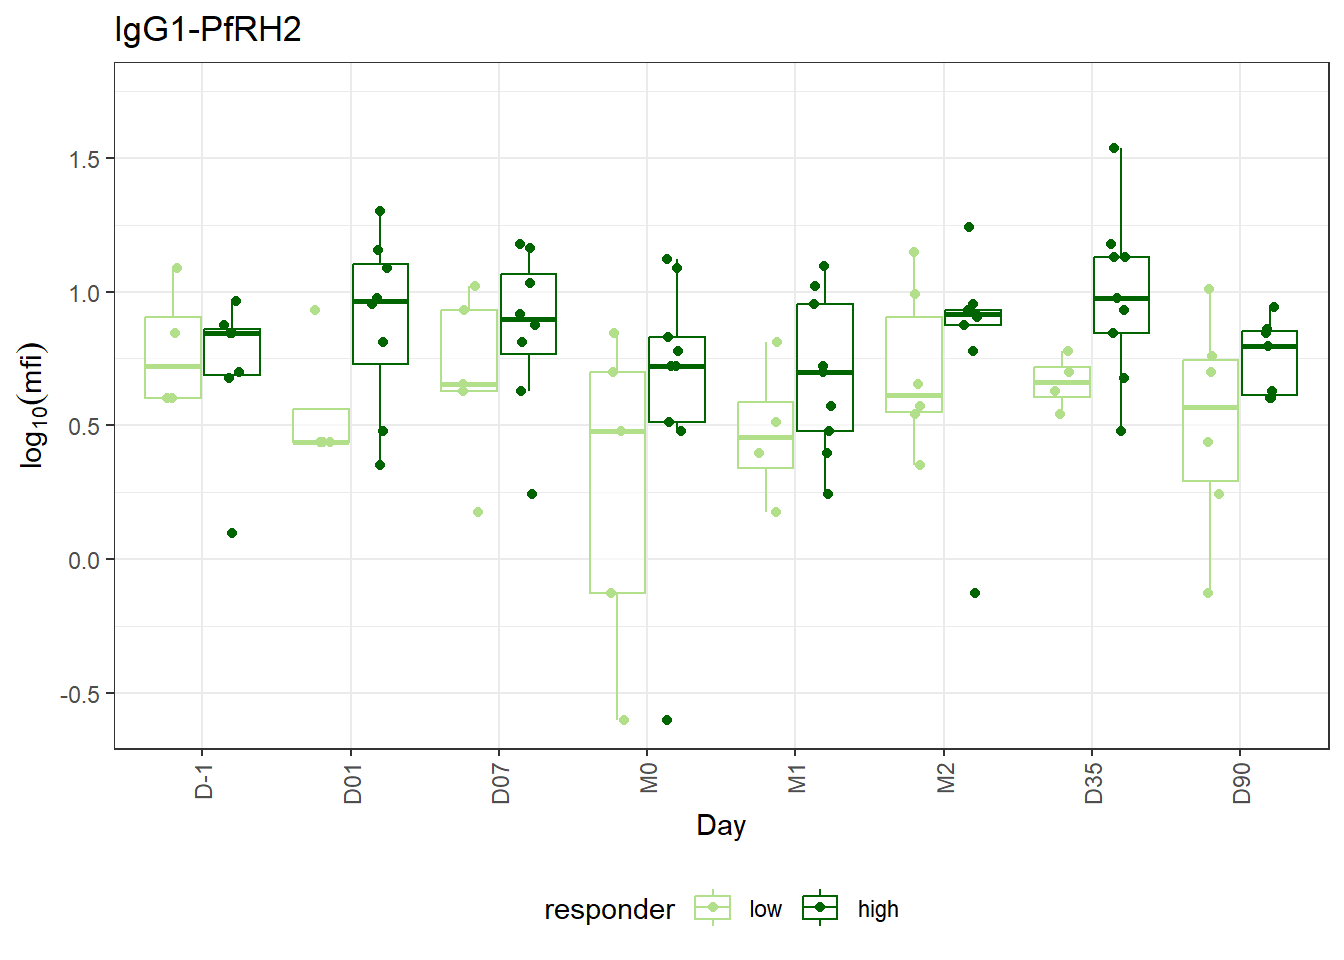 IgG1-PfRH2
log10(mfi)
1.5
1.0
0.5
0.0
-0.5
D-1 D01 D07 M0 M1 M2 D35 D90
Day
responder low high